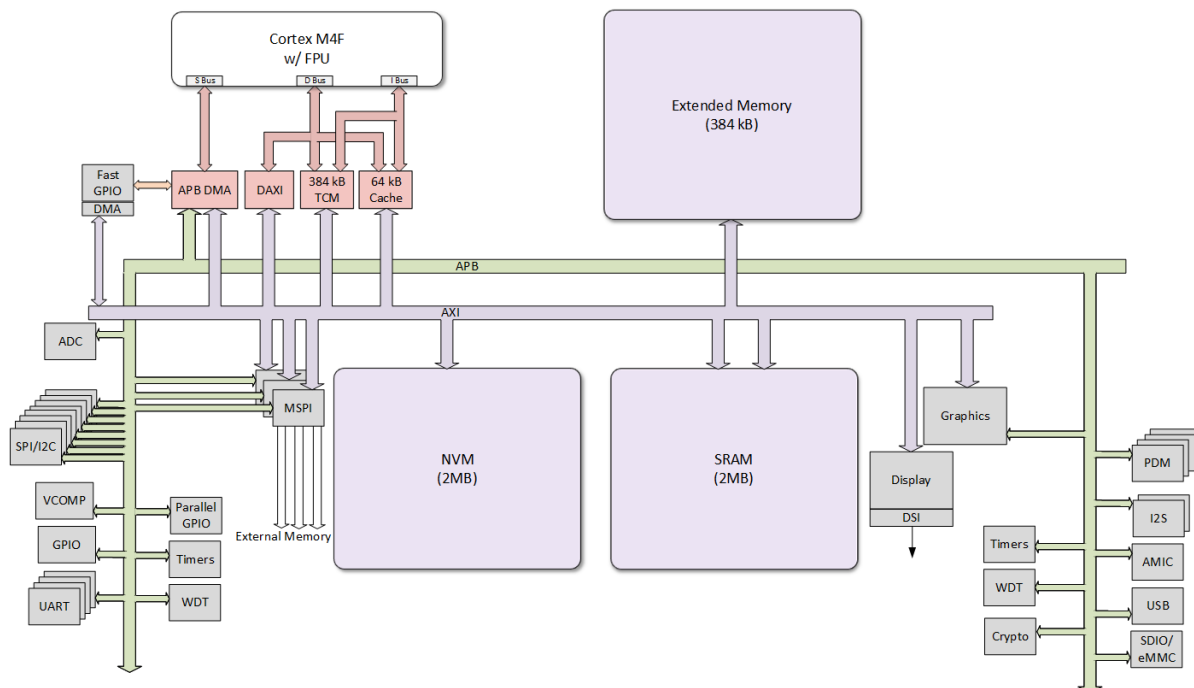 Cortex M4F
w/ FPU
S Bus
D Bus
I Bus
Extended Memory
(384 kB)
Fast
GPIO
DMA
APB DMA
DAXI
384 kB
TCM
64 kB
Cache
APB
AXI
ADC
MSPI
SPI/I2C
NVM
(2MB)
SRAM
(2MB)
Graphics
Display
DSI
PDM
VCOMP
Parallel
GPIO
I2S
External Memory
GPIO
Timers
Timers
AMIC
UART
WDT
WDT
USB
Crypto
SDIO/
eMMC